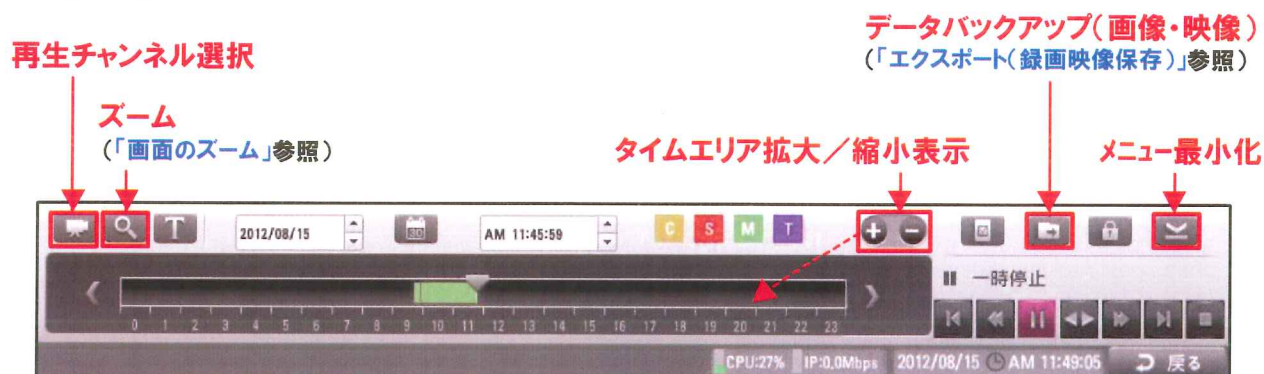 データバックアップ(画像・映像)
(「エクスポート(録画映像保存)」参照)
再生チャンネル選択
ズーム
(「画面のズーム」参照)
タイムエリア拡大／縮小表示
メニュー最小化
T
2012/08/15
30
AM 11:45:59
C S M T
一時停止
0 1 2 3 4 5 6 7 8 9 10 11 12 13 14 15 16 17 18 19 20 21 22 23
CPU:27% IP:0.0Mbps 2012/08/15 AM 11:49:05 戻る